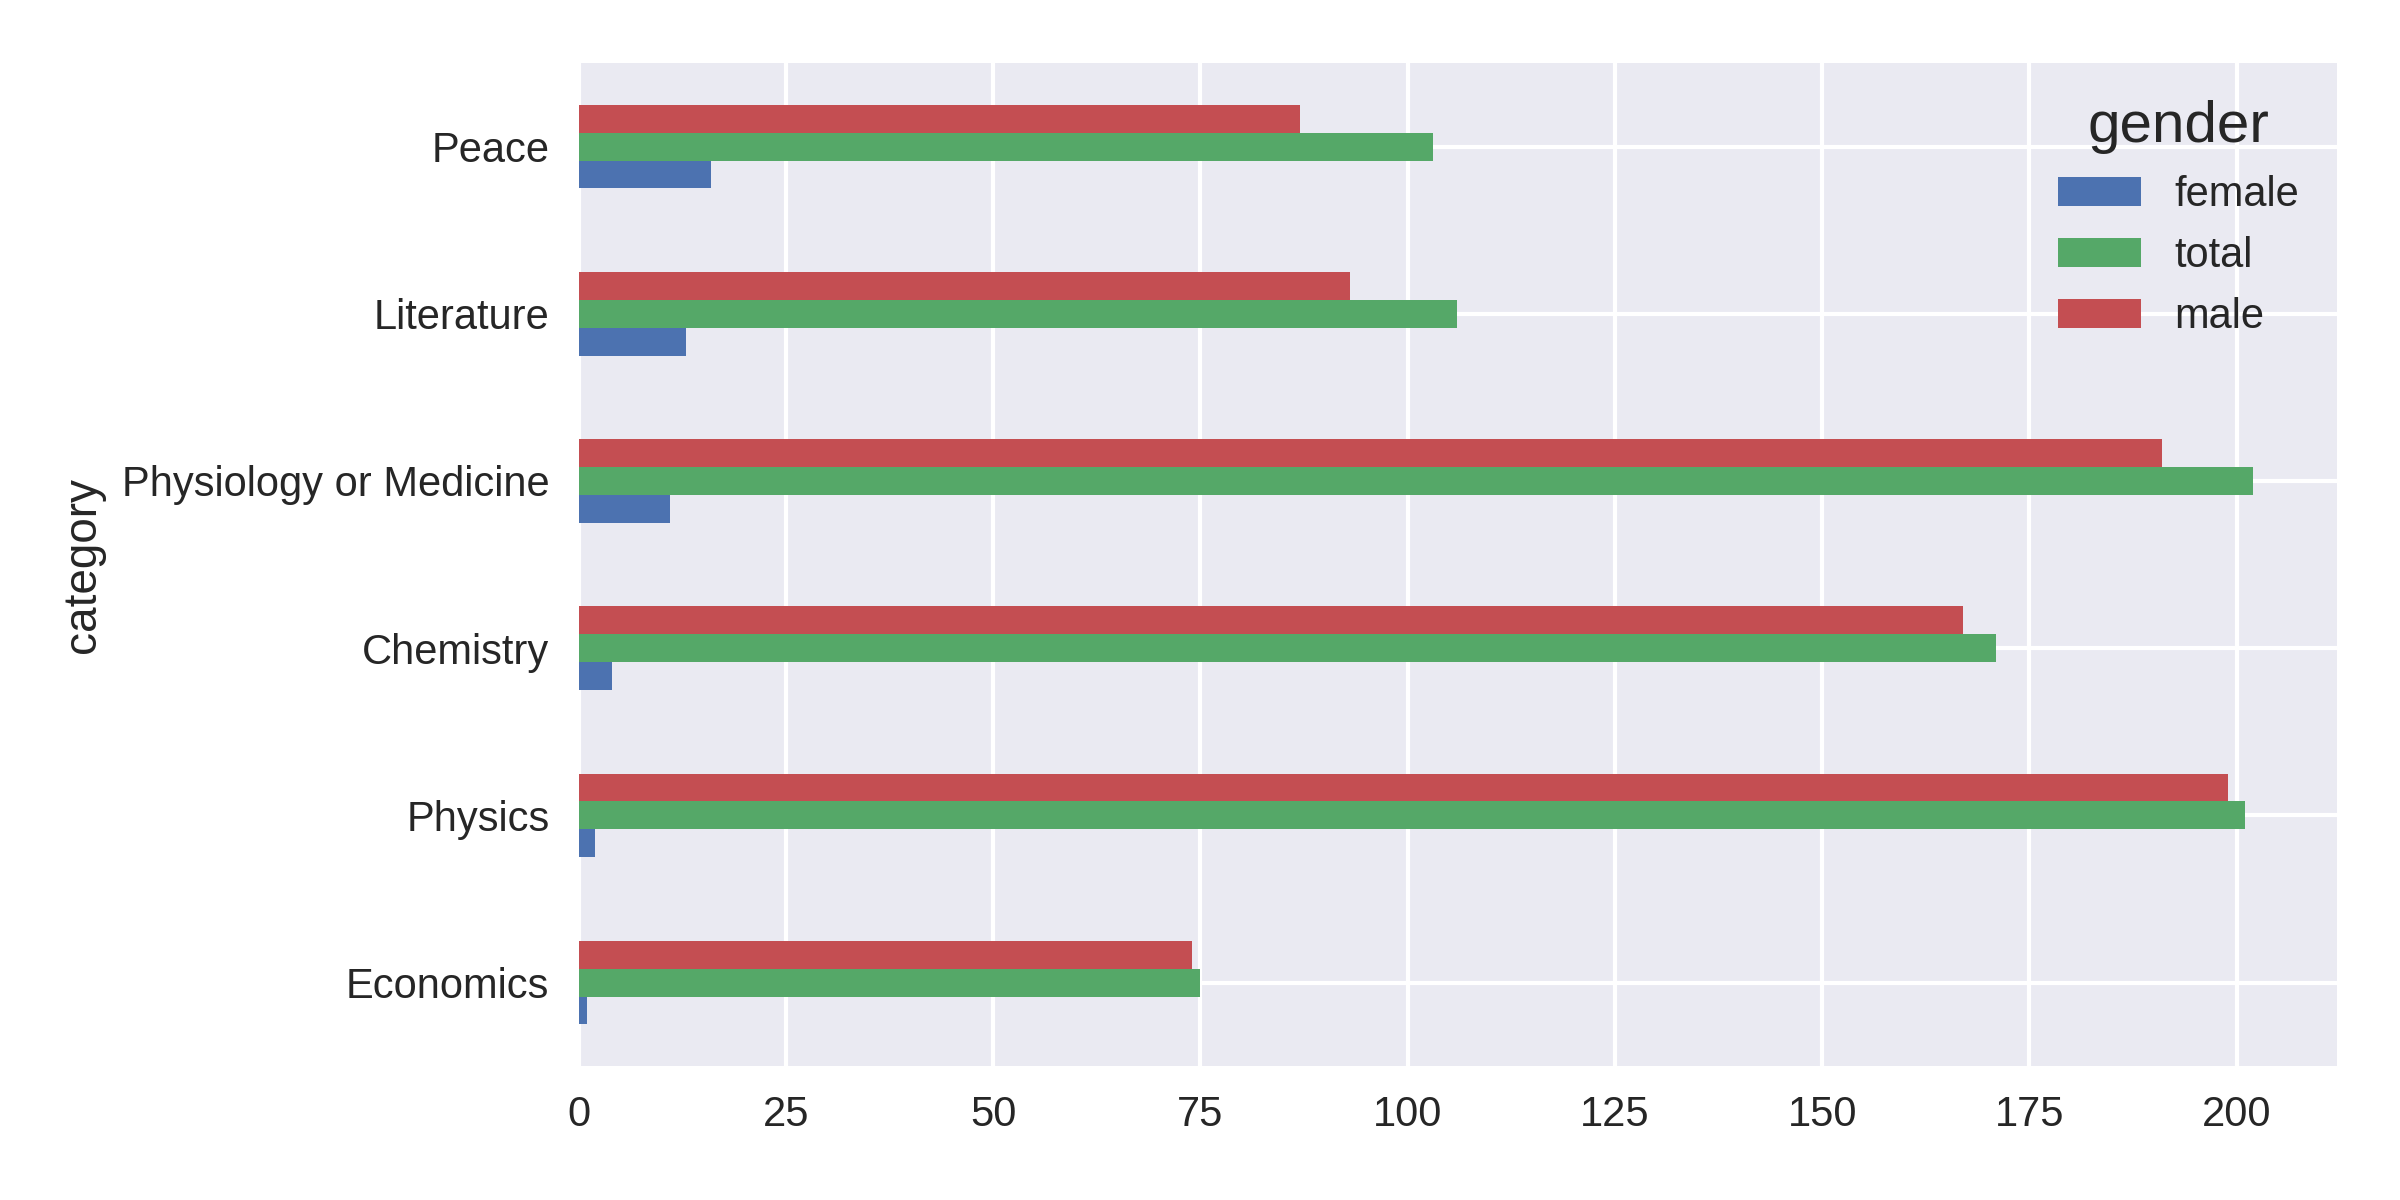 gender
female
total
male
Peace
Literature
Physiology or Medicine
Chemistry
Physics
Economics
category
0 25 50 75 100 125 150 175 200